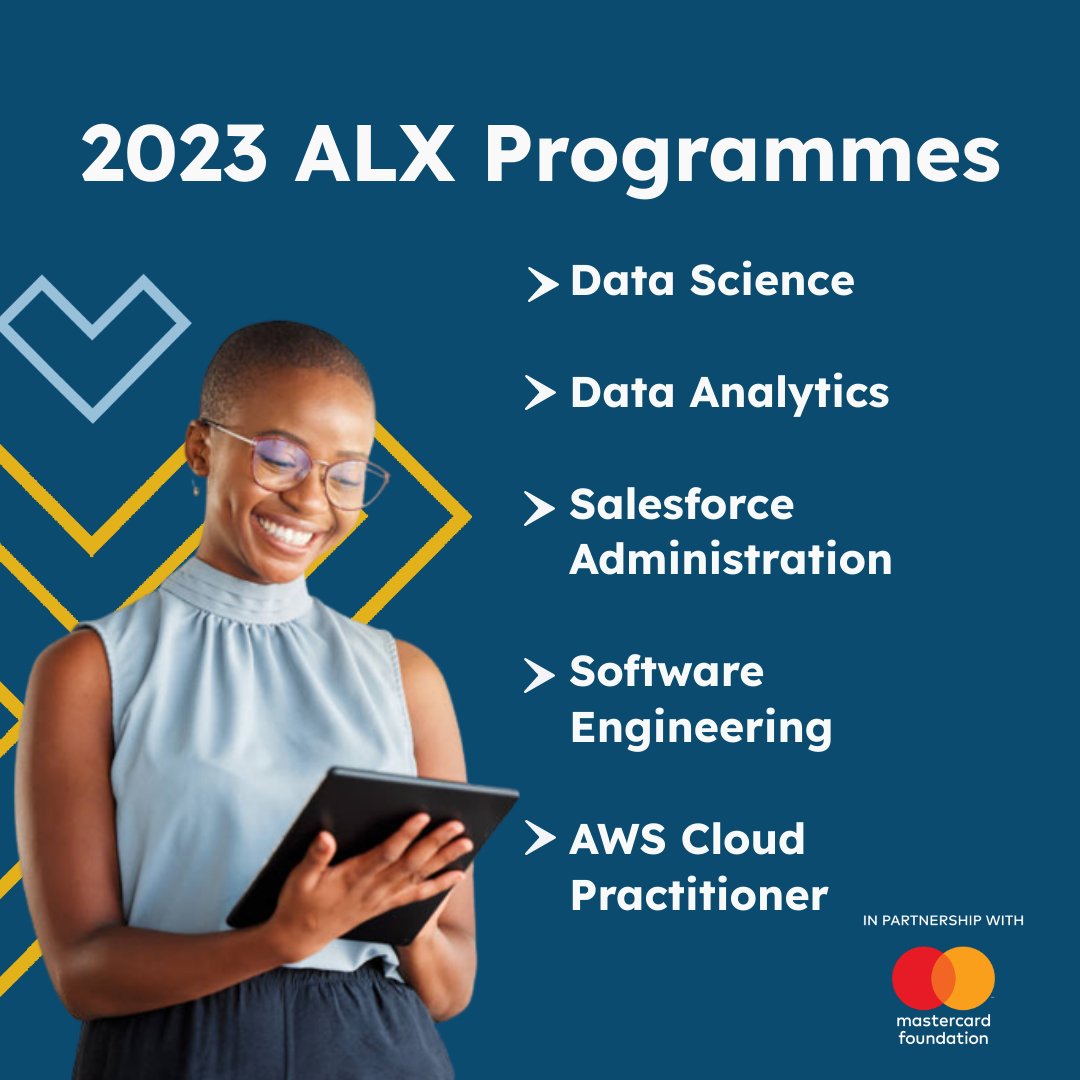 2023 ALX Programmes
Data Science
Data Analytics
Salesforce
Administration
Software
Engineering
AWS Cloud
Practitioner
IN PARTNERSHIP WITH
mastercard
foundation